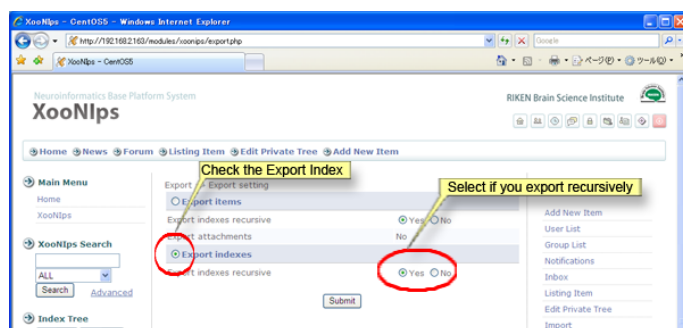 XooNIps - CentOS5 - Windows Internet Explorer
http://192.168.2.163/modules/xoonips/export.php
Google
XooNIps - CentOS5
ページ(P)
ツール(O)
Neuroinformatics Base Platform System
XooNIps
RIKEN Brain Science Institute
Home News Forum Listing Item Edit Private Tree Add New Item
Check the Export Index
Select if you export recursively
Main Menu
Home
XooNIps
XooNIps Search
ALL
Search Advanced
Index Tree
Export Export setting
Export items
Export indexes recursive Yes No
Export attachments No
Export indexes
Export indexes recursive Yes No
Submit
Add New Item
User List
Group List
Notifications
Inbox
Listing Item
Edit Private Tree
Import